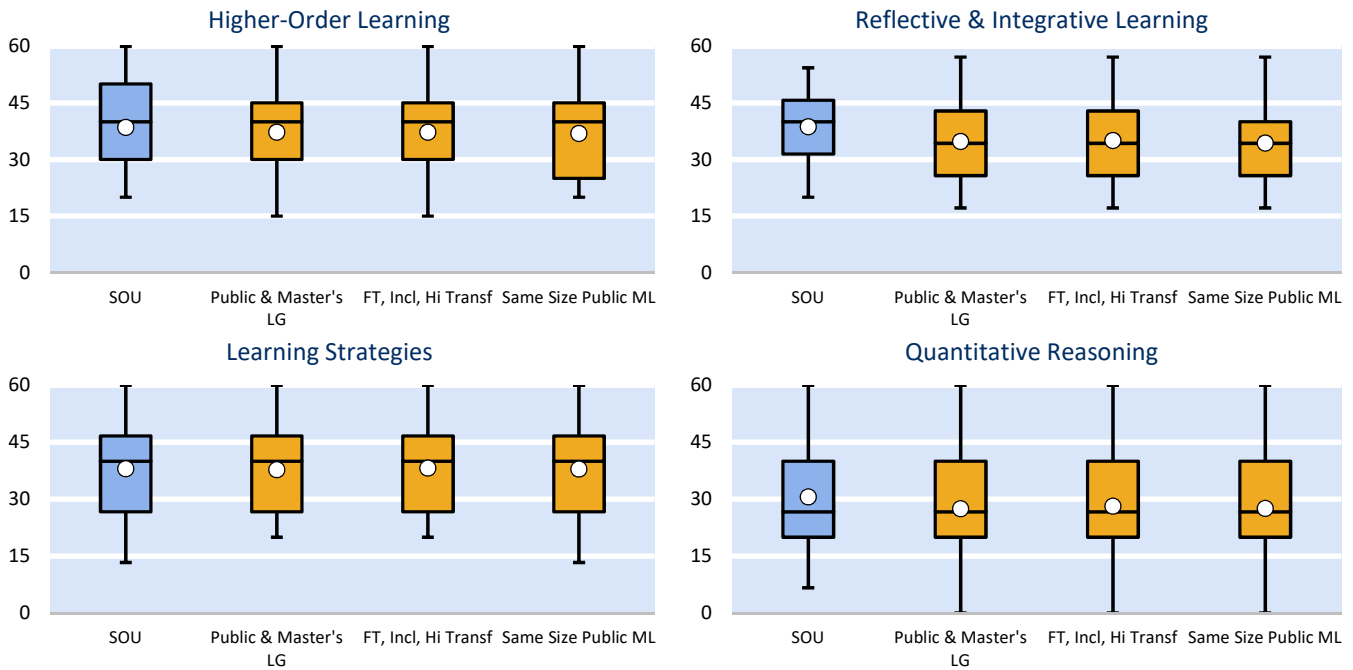 Higher-Order Learning
60
45
30
15
0
SOU
Public & Master's
LG
FT, Incl, Hi Transf
Same Size Public ML
Reflective & Integrative Learning
60
45
30
15
0
SOU
Public & Master's
LG
FT, Incl, Hi Transf
Same Size Public ML
Learning Strategies
60
45
30
15
0
SOU
Public & Master's
LG
FT, Incl, Hi Transf
Same Size Public ML
Quantitative Reasoning
60
45
30
15
0
SOU
Public & Master's
LG
FT, Incl, Hi Transf
Same Size Public ML